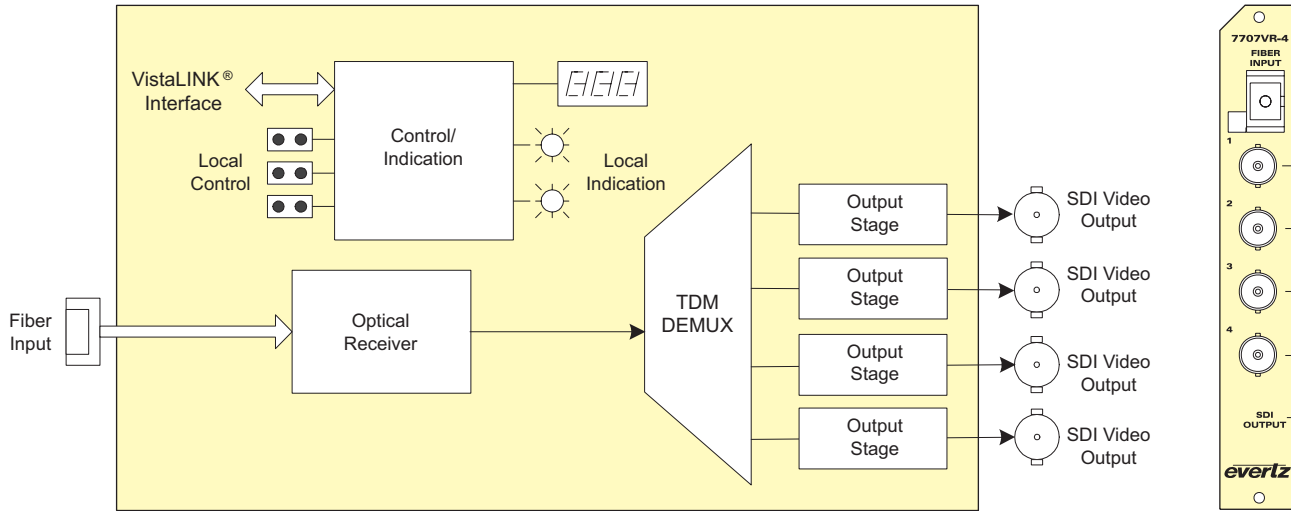 VistaLINK ®
Interface
Local
Control
Control/
Indication
Local
Indication
Fiber
Input
Optical
Receiver
TDM
DEMUX
Output
Stage
SDI Video
Output
Output
Stage
SDI Video
Output
Output
Stage
SDI Video
Output
Output
Stage
SDI Video
Output
7707VR-4
FIBER
INPUT
1
2
3
4
SDI
OUTPUT
evertz